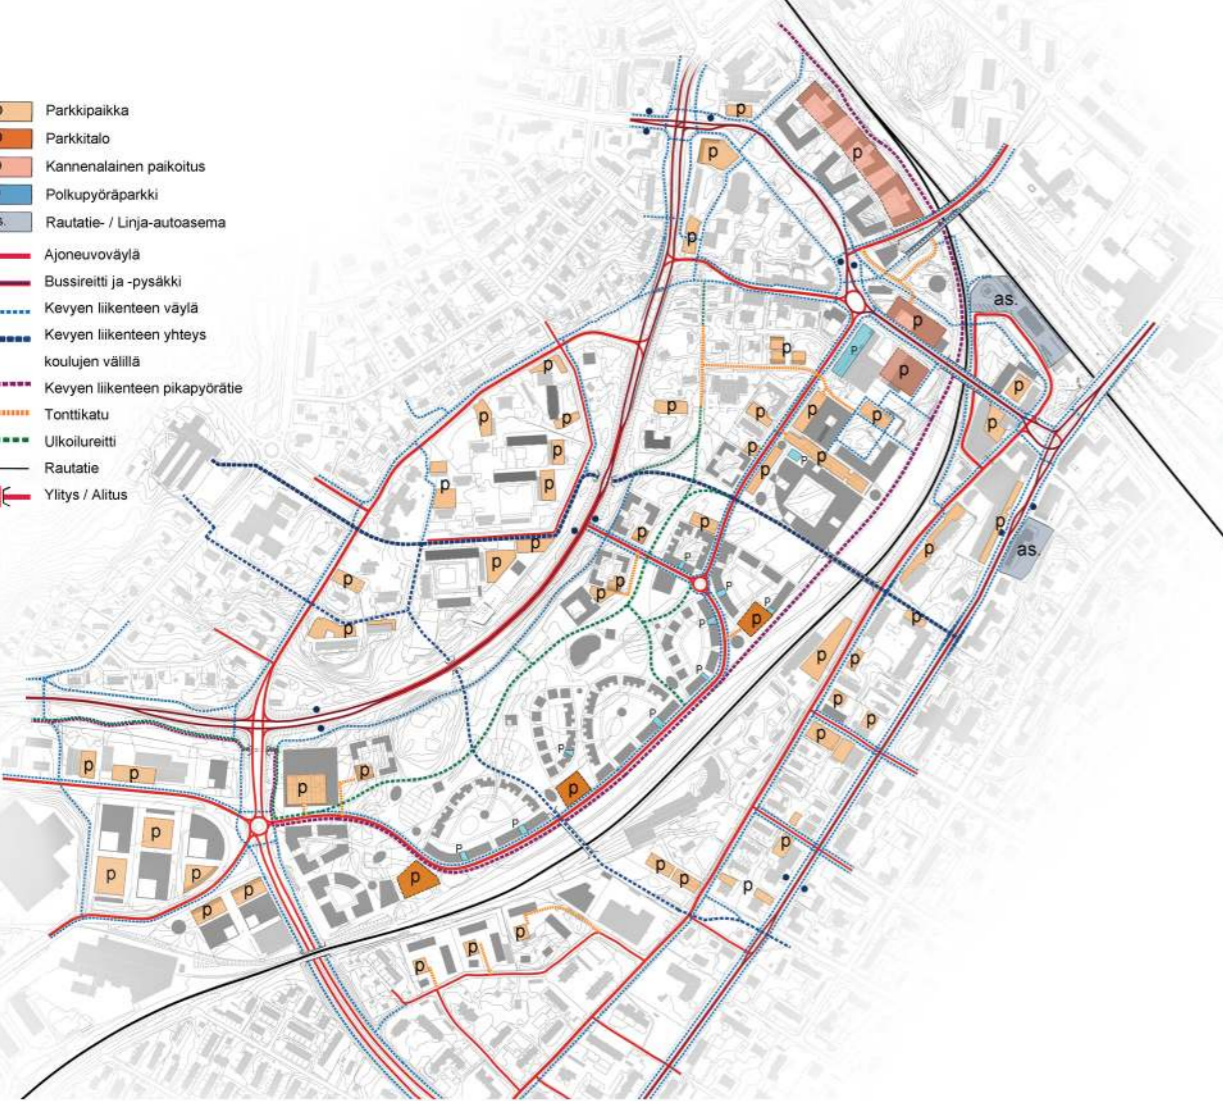 Parkkipaikka
Parkkitalo
Kannenalainen paikoitus
Polkupyöräparkki
s. Rautatie- / Linja-autoasema
Ajoneuvoväylä
Bussireitti ja -pysäkki
Kevyen liikenteen väylä
Kevyen liikenteen yhteys
koulujen välillä
Kevyen liikenteen pikapyörätie
Tonttikatu
Ulkoilureitti
Rautatie
Ylitys / Alitus
p
p
p
p
as.
p
p
P
p
p
p
p
p
p
p
p
p
p
p
p
p
p
P
p
p
p
p
p
p
p
as.
p
p
p
P
p
p
P
p
P
p
p
P
p
p
p
p
P
p
p
P
p
p
p
p
P
p
p
p
p
P
p
p
p
p
P
p
p
p
p
p
p
p
p
p